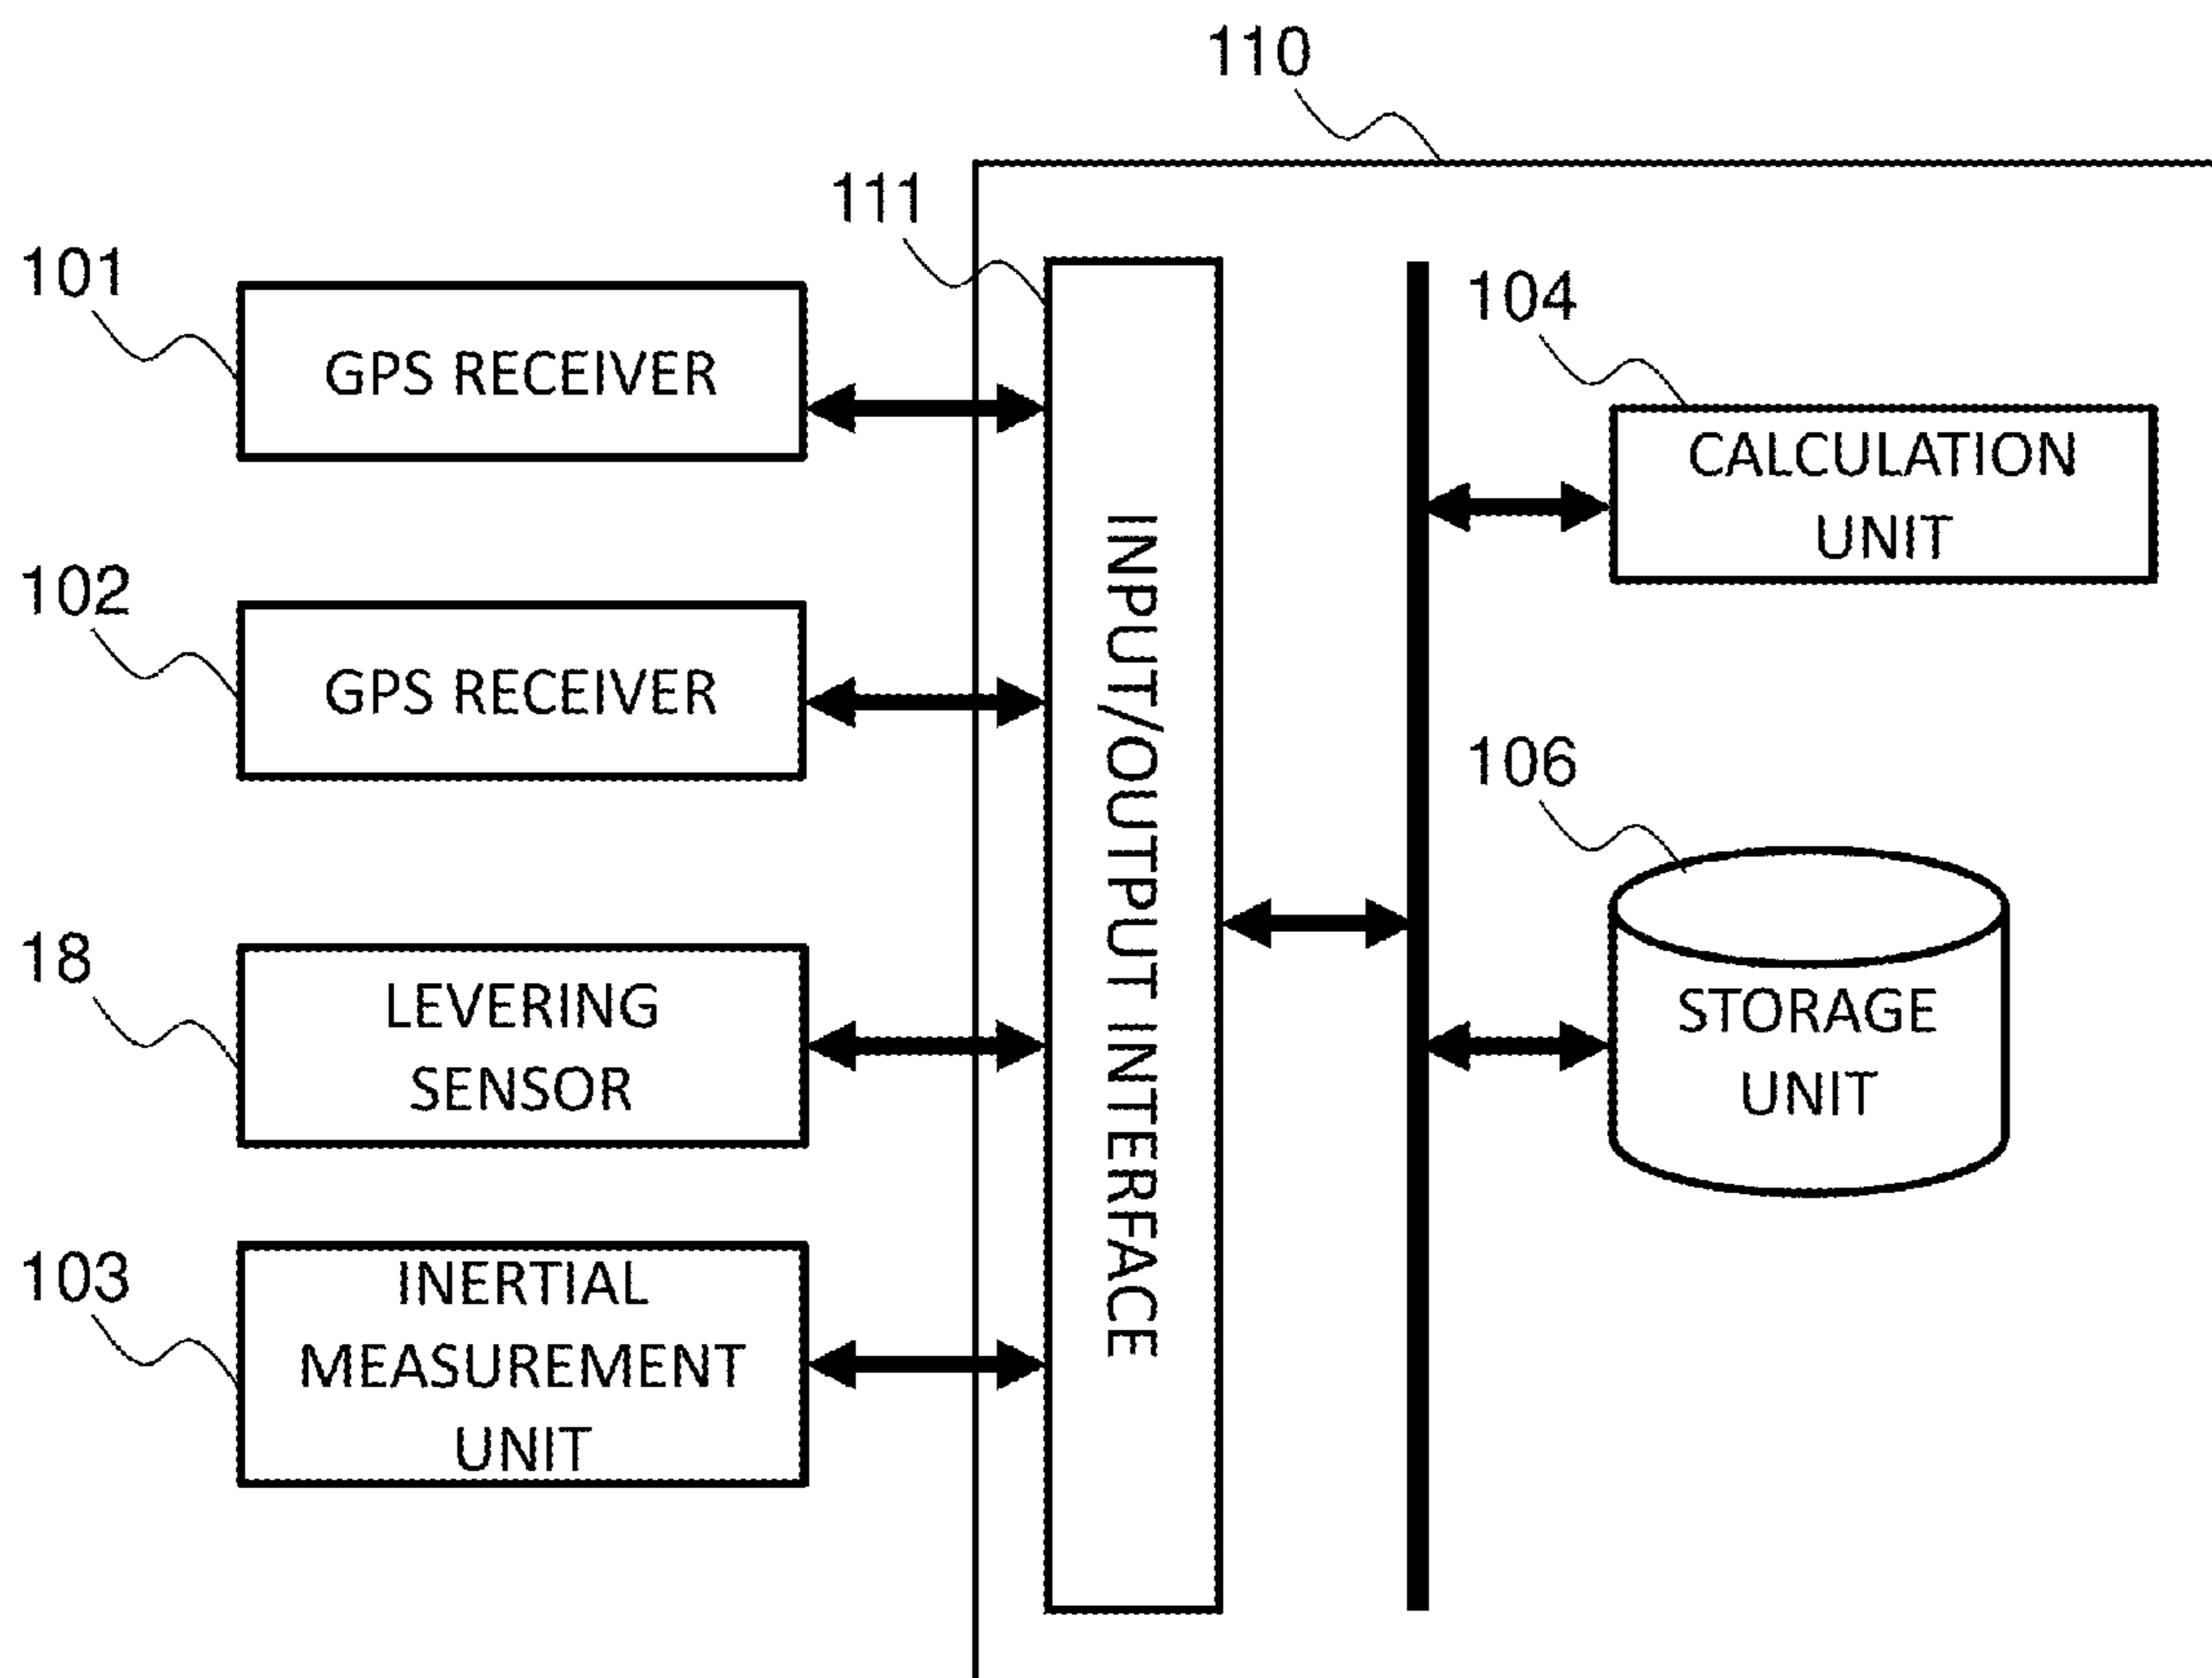 110
111
101
GPS RECEIVER
104
CALCULATION
UNIT
102
GPS RECEIVER
INPUT/OUTPUT INTERFACE
106
STORAGE
UNIT
18
LEVERING
SENSOR
103
INERTIAL
MEASUREMENT
UNIT